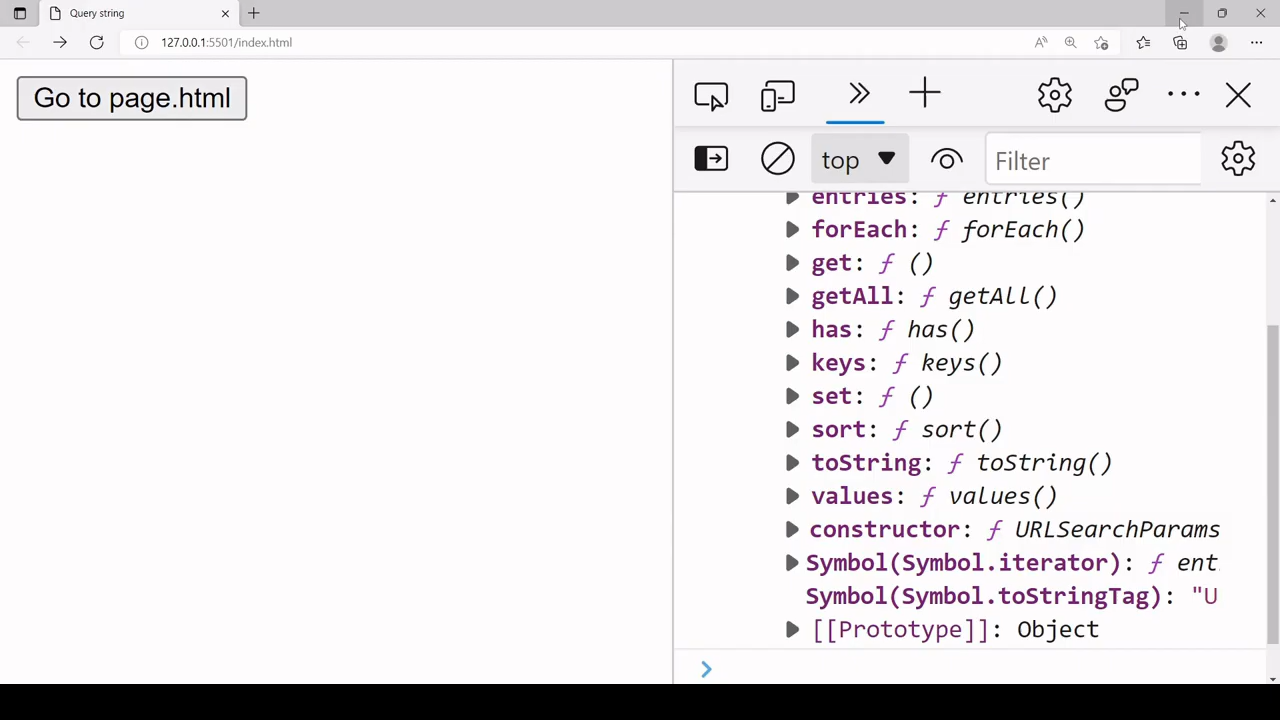 Query string
127.0.0.1:5501/index.html
Go to page.html
top
Filter
entries: ƒ entries()
forEach: ƒ forEach()
get: ƒ ()
getAll: ƒ getAll()
has: ƒ has()
keys: ƒ keys()
set: ƒ ()
sort: ƒ sort()
toString: ƒ toString()
values: ƒ values()
constructor: ƒ URLSearchParams
Symbol(Symbol.iterator): ƒ ent
Symbol(Symbol.toStringTag): "U
[[Prototype]]: Object